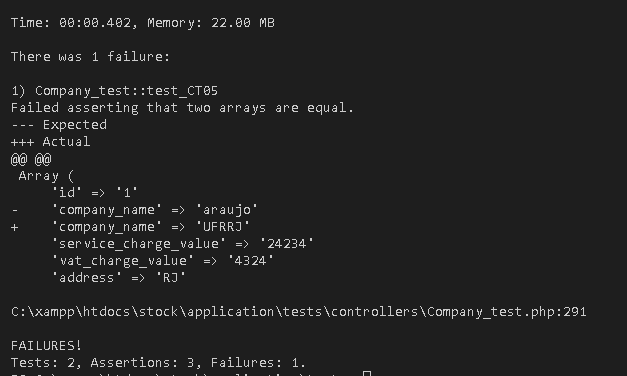 Time: 00:00.402, Memory: 22.00 MB
There was 1 failure:
1) Company_test::test_CT05
Failed asserting that two arrays are equal.
--- Expected
+++ Actual
@@ @@
Array (
'id' => '1'
- 'company_name' => 'araujo'
+ 'company_name' => 'UFRRJ'
'service_charge_value' => '24234'
'vat_charge_value' => '4324'
'address' => 'RJ'
C:\xampp\htdocs\stock\application\tests\controllers\Company_test.php:291
FAILURES!
Tests: 2, Assertions: 3, Failures: 1.